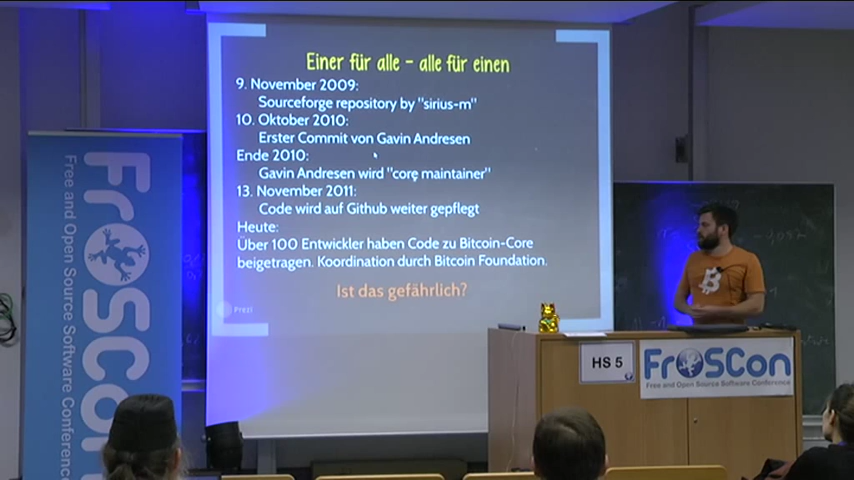 Einer für alle - alle für einen
9. November 2009:
Sourceforge repository by "sirius-m"
10. Oktober 2010:
Erster Commit von Gavin Andresen
Ende 2010:
Gavin Andresen wird "core maintainer"
13. November 2011:
Code wird auf Github weiter gepflegt
Heute:
Über 100 Entwickler haben Code zu Bitcoin-Core
beigetragen. Koordination durch Bitcoin Foundation.
Ist das gefährlich?
Prezi
FrOSCon
Free and Open Source Software Conference
HS 5
FrOSCon
Free and Open Source Software Conference